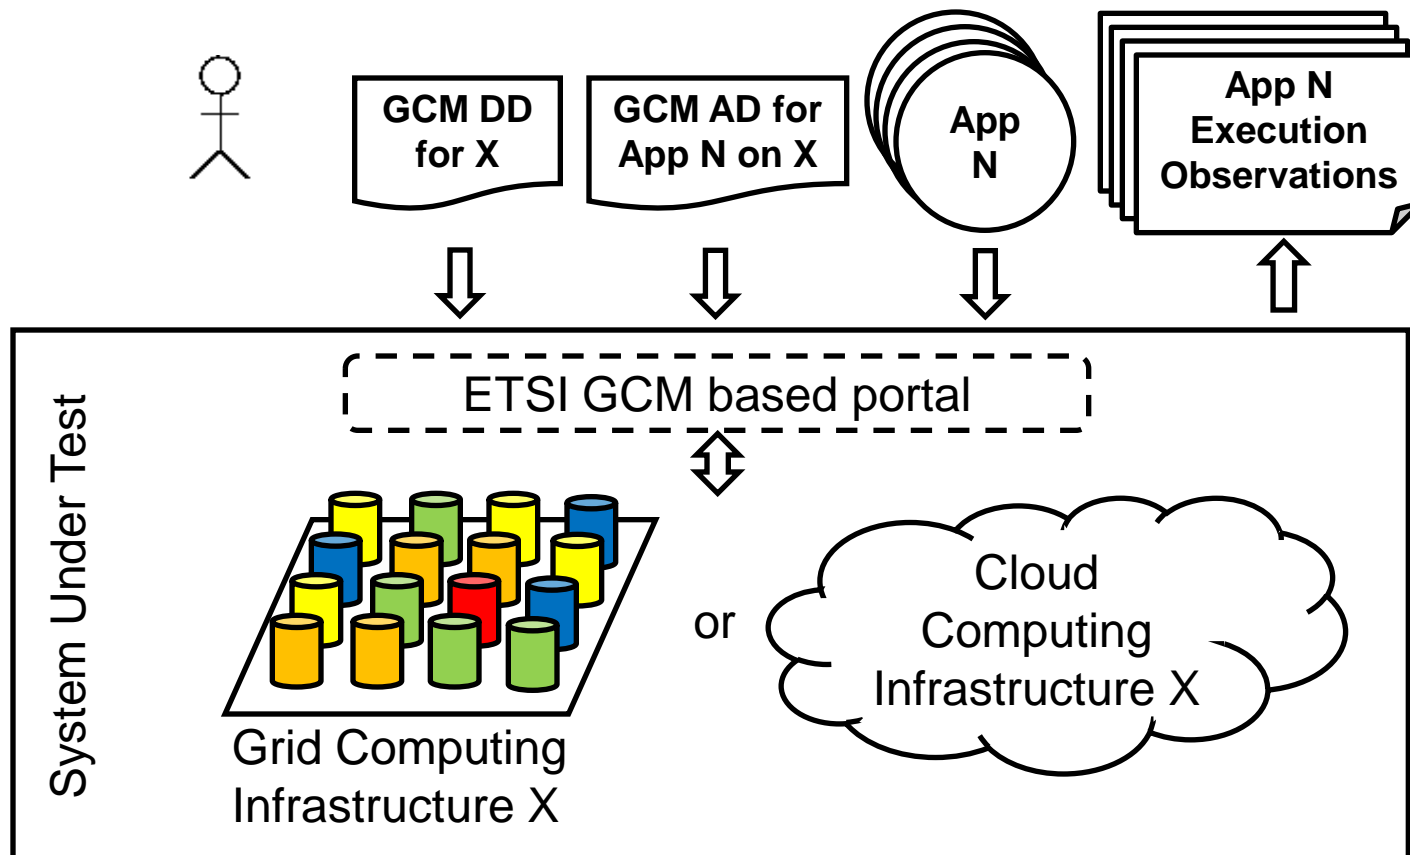 GCM DD
for X
GCM AD for
App N on X
App
N
App N
Execution
Observations
System Under Test
ETSI GCM based portal
Grid Computing
Infrastructure X
or
Cloud
Computing
Infrastructure X